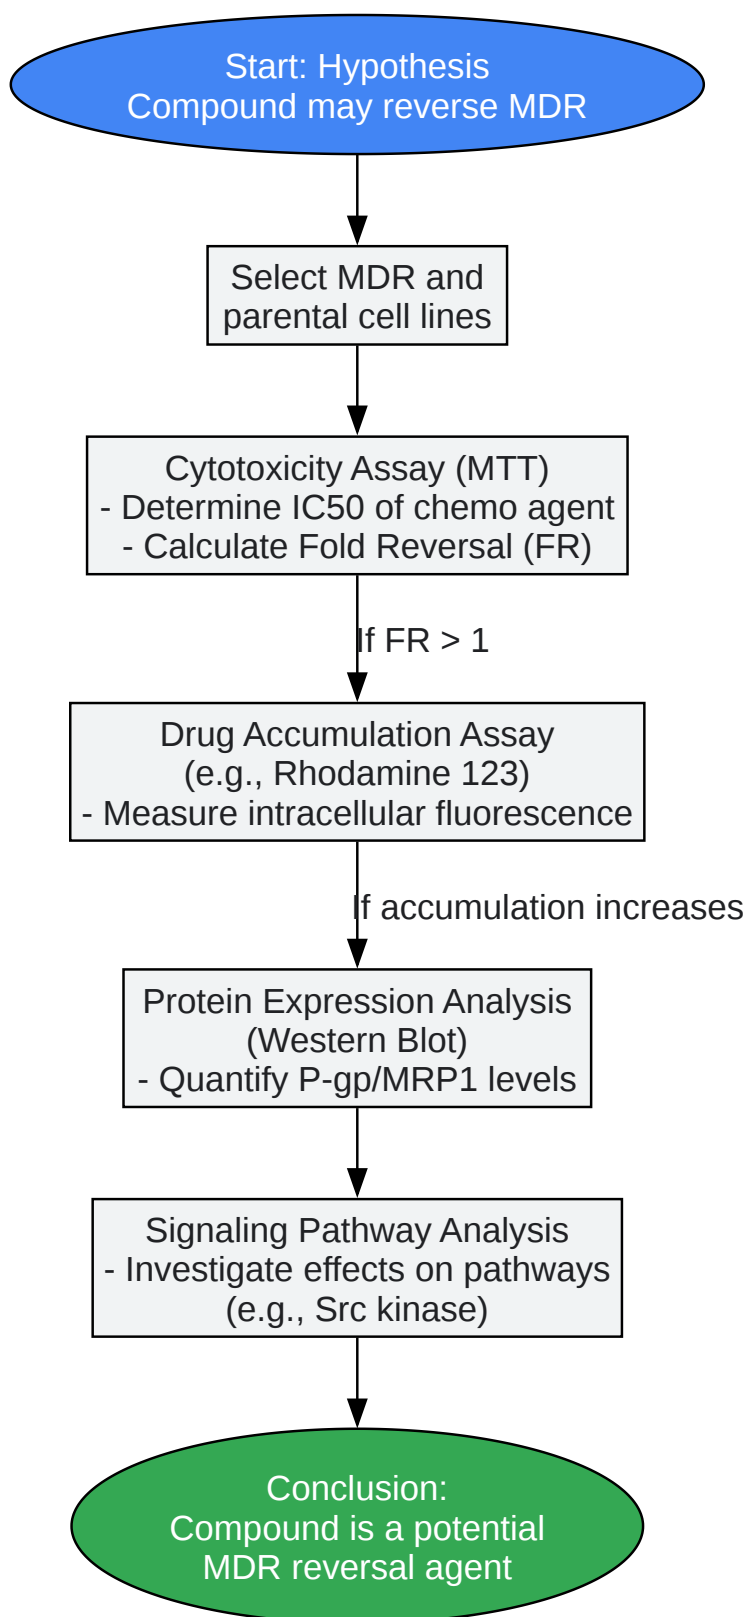 Start: Hypothesis
Compound may reverse MDR
Select MDR and
parental cell lines
Cytotoxicity Assay (MTT)
- Determine IC50 of chemo agent
- Calculate Fold Reversal (FR)
If FR > 1
Drug Accumulation Assay
(e.g., Rhodamine 123)
- Measure intracellular fluorescence
If accumulation increases
Protein Expression Analysis
(Western Blot)
- Quantify P-gp/MRP1 levels
Signaling Pathway Analysis
- Investigate effects on pathways
(e.g., Src kinase)
Conclusion:
Compound is a potential
MDR reversal agent